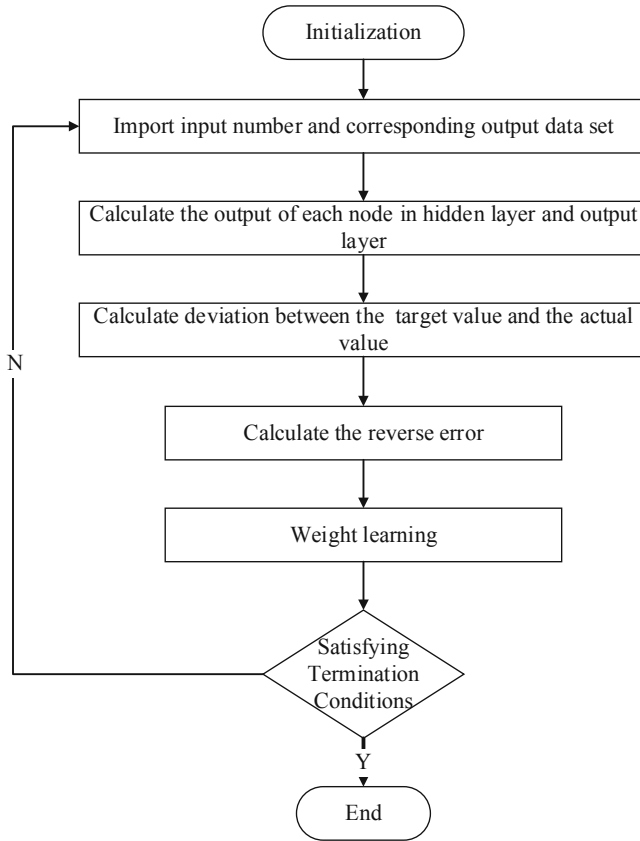 Initialization
Import input number and corresponding output data set
Calculate the output of each node in hidden layer and output
layer
Calculate deviation between the target value and the actual
value
N
Calculate the reverse error
Weight learning
Satisfying
Termination
Conditions
Y
End